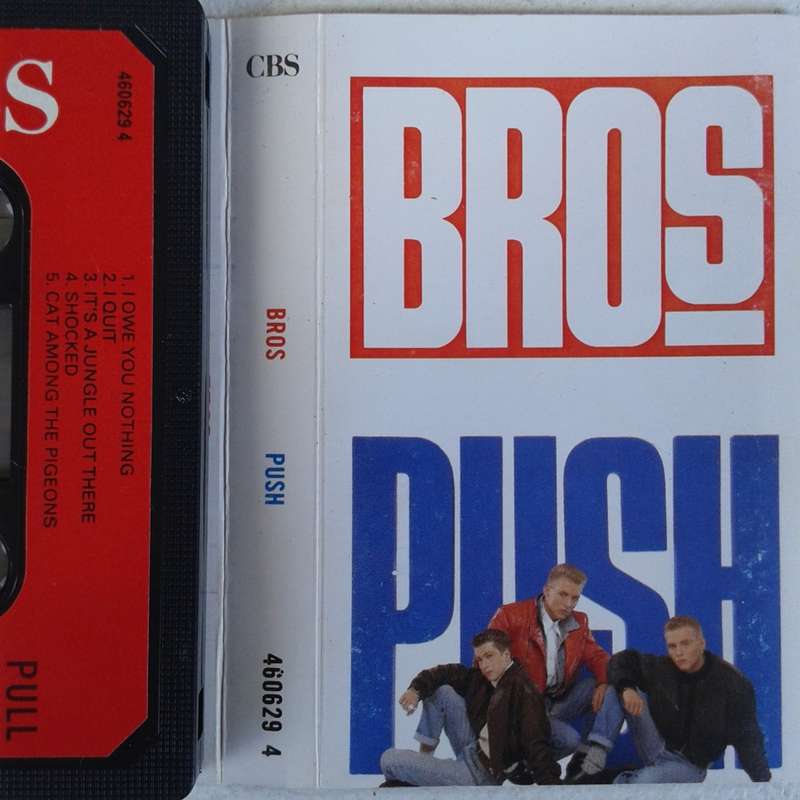 S
460629 4
1. I OWE YOU NOTHING
2. I QUIT
3. IT'S A JUNGLE OUT THERE
4. SHOCKED
5. CAT AMONG THE PIGEONS
PULL
CBS
BROS PUSH 460629 4
BROS
PUSH